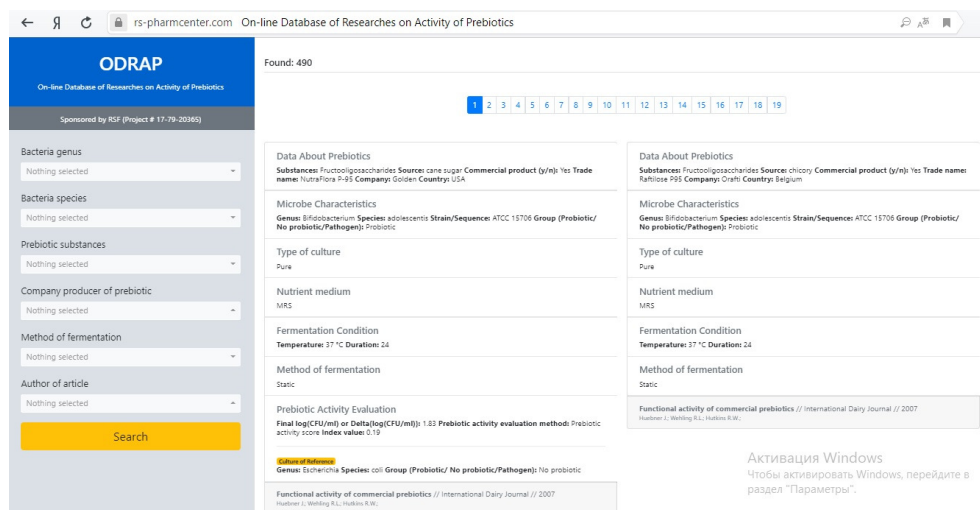 Я
rs-pharmcenter.com On-line Database of Researches on Activity of Prebiotics
ODRAP
On-line Database of Researches on Activity of Prebiotics
Sponsored by RSF (Project # 17-79-20365)
Bacteria genus
Nothing selected
Bacteria species
Nothing selected
Prebiotic substances
Nothing selected
Company producer of prebiotic
Nothing selected
Method of fermentation
Nothing selected
Author of article
Nothing selected
Search
Found: 490
1 2 3 4 5 6 7 8 9 10 11 12 13 14 15 16 17 18 19
Data About Prebiotics
Substances: Fructooligosaccharides Source: cane sugar Commercial product (y/n): Yes Trade
name: NutraFlora P-95 Company: Golden Country: USA
Microbe Characteristics
Genus: Bifidobacterium Species: adolescentis Strain/Sequence: ATCC 15706 Group (Probiotic/
No probiotic/Pathogen): Probiotic
Type of culture
Pure
Nutrient medium
MRS
Fermentation Condition
Temperature: 37 °C Duration: 24
Method of fermentation
Static
Prebiotic Activity Evaluation
Final log(CFU/ml) or Delta(log(CFU/ml)): 1.83 Prebiotic activity evaluation method: Prebiotic
activity score Index value: 0.19
Culture of Reference
Genus: Escherichia Species: coli Group (Probiotic/ No probiotic/Pathogen): No probiotic
Functional activity of commercial prebiotics // International Dairy Journal // 2007
Huebner J.; Wehling R.L.; Hutkins R.W.;
Data About Prebiotics
Substances: Fructooligosaccharides Source: chicory Commercial product (y/n): Yes Trade name:
Raftilose P95 Company: Orafti Country: Belgium
Microbe Characteristics
Genus: Bifidobacterium Species: adolescentis Strain/Sequence: ATCC 15706 Group (Probiotic/
No probiotic/Pathogen): Probiotic
Type of culture
Pure
Nutrient medium
MRS
Fermentation Condition
Temperature: 37 °C Duration: 24
Method of fermentation
Static
Functional activity of commercial prebiotics // International Dairy Journal // 2007
Huebner J.; Wehling R.L.; Hutkins R.W.;
Активация Windows
Чтобы активировать Windows, перейдите в
раздел "Параметры".